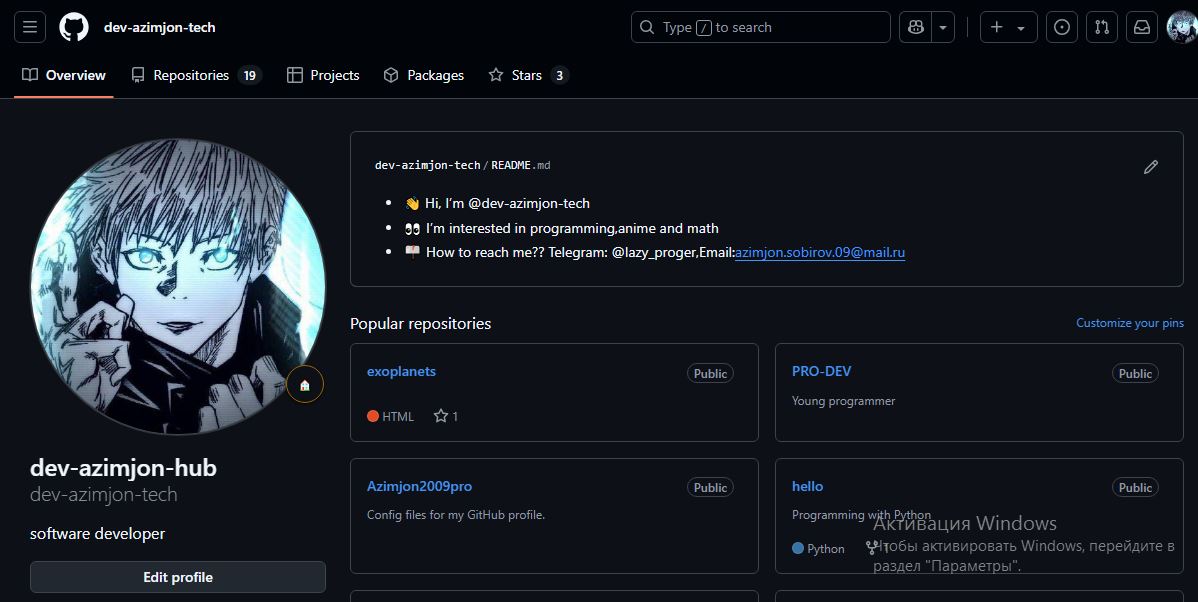 dev-azimjon-tech
Type / to search
Overview
Repositories 19
Projects
Packages
Stars 3
dev-azimjon-tech/README.md
👋 Hi, I'm @dev-azimjon-tech
👀 I'm interested in programming,anime and math
📫 How to reach me?? Telegram: @lazy_proger,Email:azimjon.sobirov.09@mail.ru
Popular repositories
Customize your pins
exoplanets
Public
HTML
1
PRO-DEV
Public
Young programmer
dev-azimjon-hub
dev-azimjon-tech
software developer
Edit profile
Azimjon2009pro
Public
Config files for my GitHub profile.
hello
Public
Programming with Python
Python
1
Активация Windows
Чтобы активировать Windows, перейдите в
раздел "Параметры".